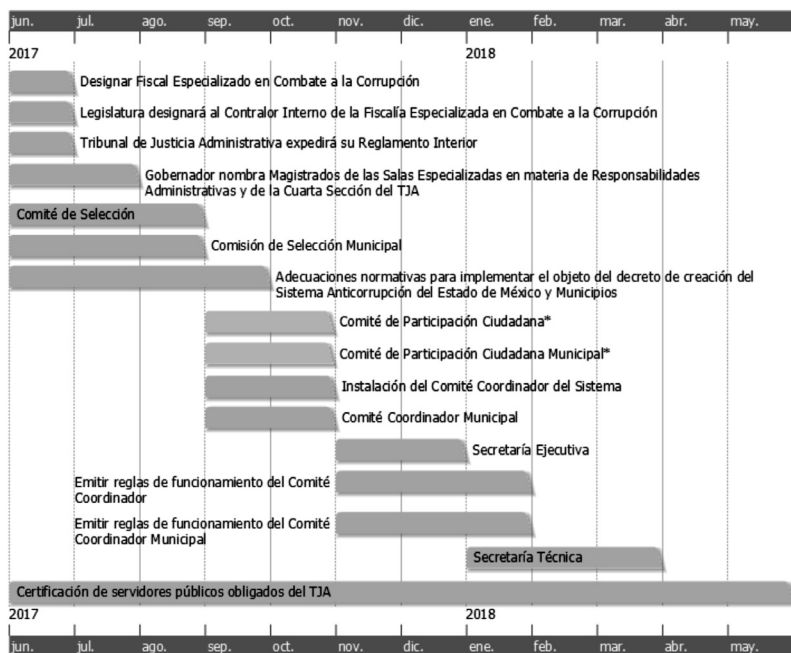 jun. jul. ago. sep. oct. nov. dic. ene. feb. mar. abr. may.
2017 2018
Designar Fiscal Especializado en Combate a la Corrupción
Legislatura designará al Contralor Interno de la Fiscalía Especializada en Combate a la Corrupción
Tribunal de Justicia Administrativa expedirá su Reglamento Interior
Gobernador nombra Magistrados de las Salas Especializadas en materia de Responsabilidades
Administrativas y de la Cuarta Sección del TJA
Comité de Selección
Comisión de Selección Municipal
Adecuaciones normativas para implementar el objeto del decreto de creación del
Sistema Anticorrupción del Estado de México y Municipios
Comité de Participación Ciudadana*
Comité de Participación Ciudadana Municipal*
Instalación del Comité Coordinador del Sistema
Comité Coordinador Municipal
Secretaría Ejecutiva
Emitir reglas de funcionamiento del Comité
Coordinador
Emitir reglas de funcionamiento del Comité
Coordinador Municipal
Secretaría Técnica
Certificación de servidores públicos obligados del TJA
2017 2018
jun. jul. ago. sep. oct. nov. dic. ene. feb. mar. abr. may.